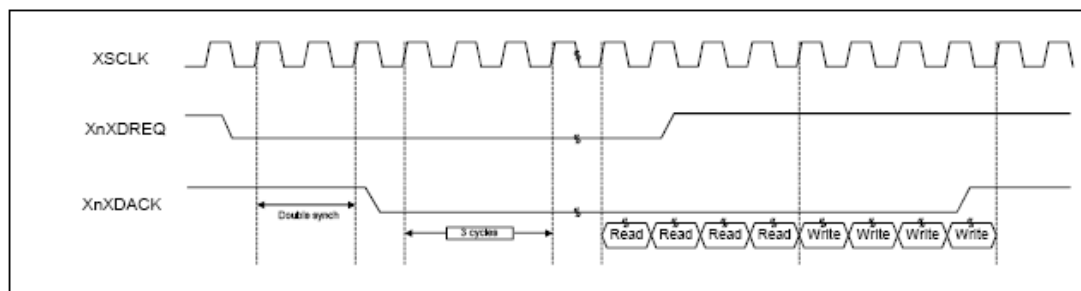 XSCLK
XnXDREQ
XnXDACK
Double synch
3 cycles
Read Read Read Read Write Write Write Write